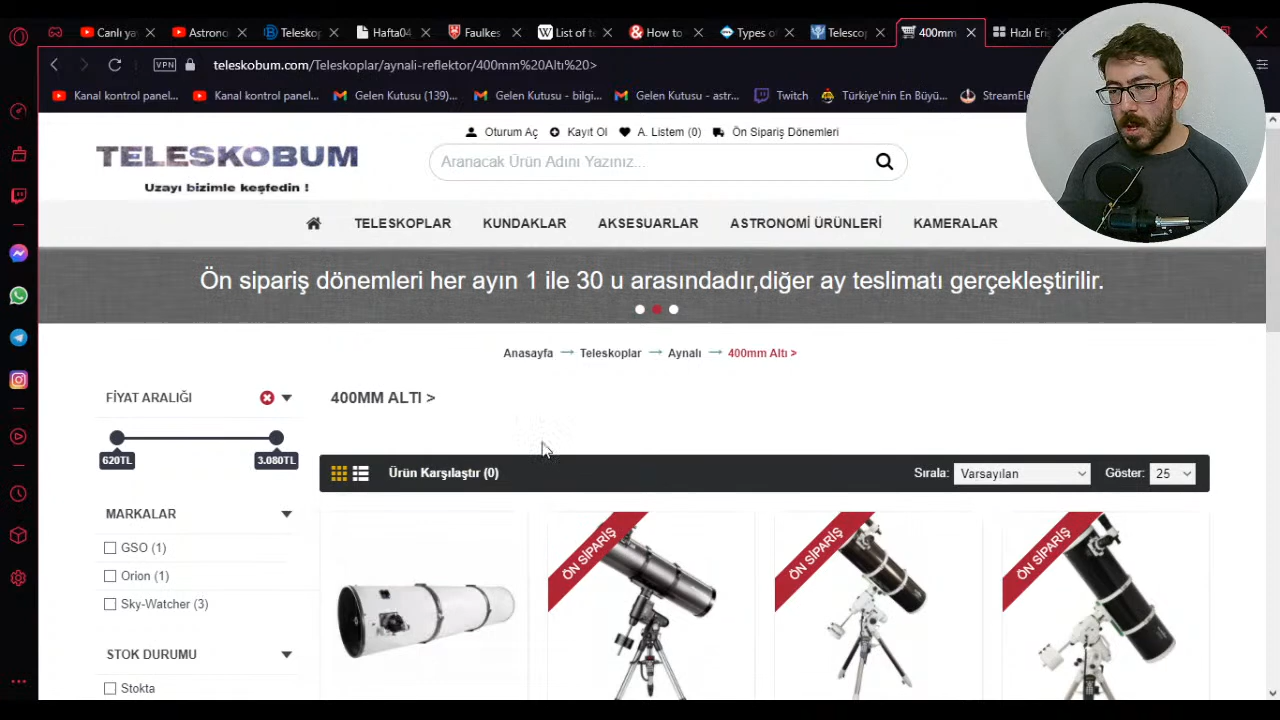 Canlı ya
Astrono
Teleskop
Hafta04
Faulkes
List of te
How to
Types of
Telescop
400mm
Hızlı Eri
VPN
teleskobum.com/Teleskoplar/aynali-reflektor/400mm%20Altı%20>
Kanal kontrol panel...
Kanal kontrol panel...
Gelen Kutusu (139)...
Gelen Kutusu - bilgi...
Gelen Kutusu - astr...
Twitch
Türkiye'nin En Büyü...
StreamEle
TELESKOBUM
Uzayı bizimle keşfedin !
Oturum Aç
Kayıt Ol
A. Listem (0)
Ön Sipariş Dönemleri
Aranacak Ürün Adını Yazınız...
TELESKOPLAR
KUNDAKLAR
AKSESUARLAR
ASTRONOMİ ÜRÜNLERİ
KAMERALAR
Ön sipariş dönemleri her ayın 1 ile 30 u arasındadır,diğer ay teslimatı gerçekleştirilir.
Anasayfa → Teleskoplar → Aynalı → 400mm Altı >
FİYAT ARALIĞI
620TL
3.080TL
MARKALAR
GSO (1)
Orion (1)
Sky-Watcher (3)
STOK DURUMU
Stokta
400MM ALTI >
Ürün Karşılaştır (0)
Sırala:
Varsayılan
Göster:
25
ÖN SİPARİŞ
ÖN SİPARİŞ
ÖN SİPARİŞ